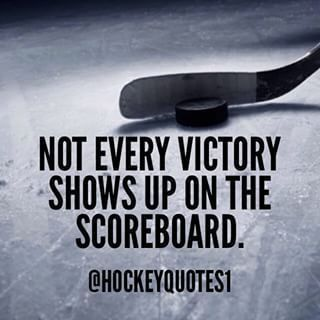 NOT EVERY VICTORY
SHOWS UP ON THE
SCOREBOARD.
@HOCKEYQUOTES1